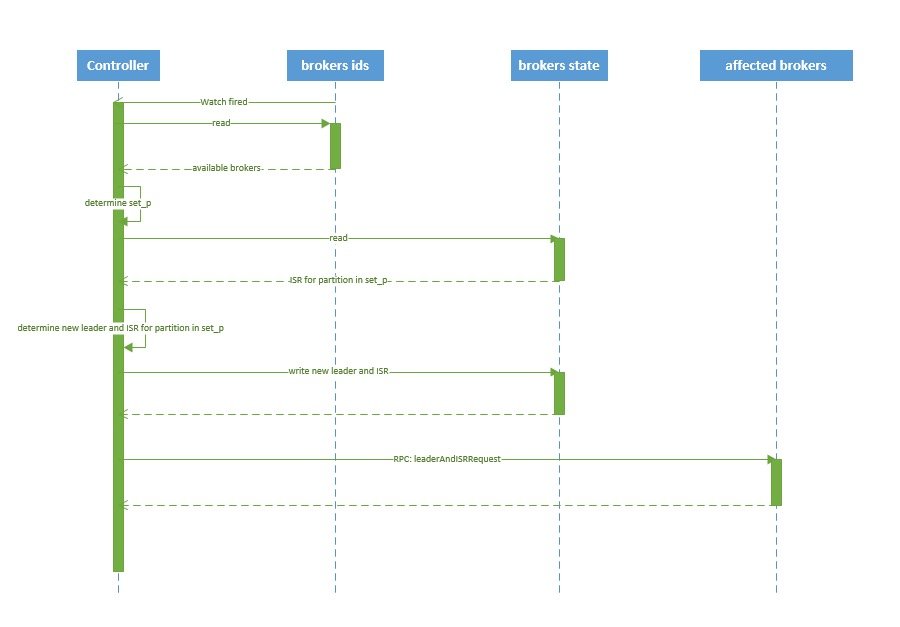 Controller
brokers ids
brokers state
affected brokers
Watch fired
read
available brokers
determine set_p
read
ISR for partition in set_p
determine new leader and ISR for partition in set_p
write new leader and ISR
RPC: leaderAndISRRequest